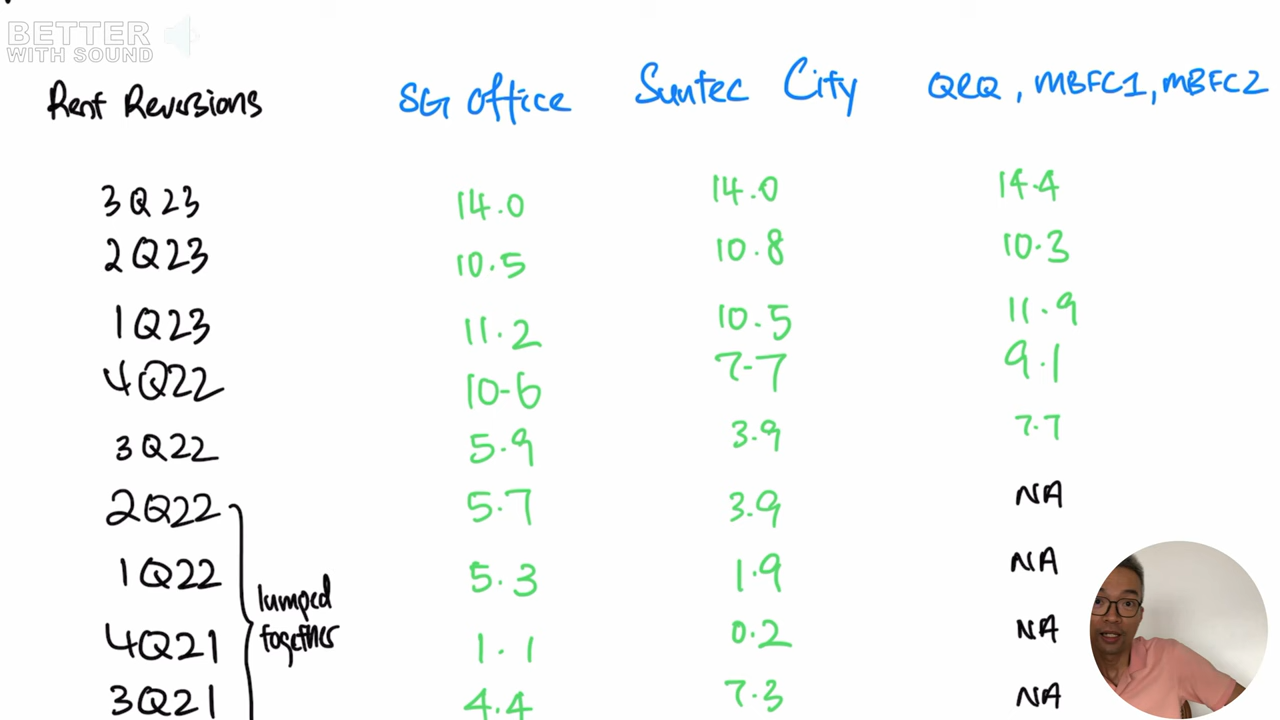 BETTER
WITH SOUND
Rent Reversions SG Office Suntec City QRQ, MBFC1, MBFC2
3Q23 14.0 14.0 14.4
2Q23 10.5 10.8 10.3
1Q23 11.2 10.5 11.9
4Q22 10-6 7-7 9.1
3Q22 5.9 3.9 7.7
2Q22 5.7 3.9 NA
1Q22 5.3 1.9 NA
lumped
together
4Q21 1.1 0.2 NA
3Q21 4.4 7.3 NA